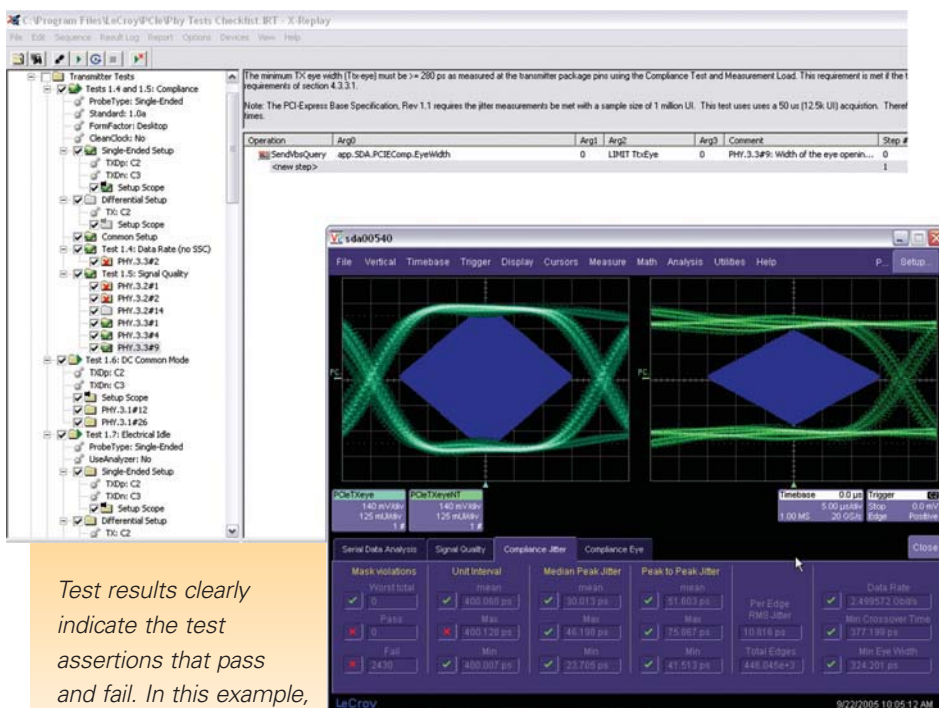 C:\Program Files\LeCroy\PCIe\Phy Tests Checklist.IRT - X-Replay
File Edit Sequence Result Log Report Options Devices View Help
Transmitter Tests
Tests 1.4 and 1.5: Compliance
ProbeType: Single-Ended
Standard: 1.0a
FormFactor: Desktop
CleanClock: No
Single-Ended Setup
TXDp: C2
TXDn: C3
Setup Scope
Differential Setup
TX: C2
Setup Scope
Common Setup
Test 1.4: Data Rate (no SSC)
PHY.3.3#2
Test 1.5: Signal Quality
PHY.3.2#1
PHY.3.2#2
PHY.3.2#14
PHY.3.3#1
PHY.3.3#4
PHY.3.3#9
Test 1.6: DC Common Mode
TXDp: C2
TXDn: C3
Setup Scope
PHY.3.1#12
PHY.3.1#26
Test 1.7: Electrical Idle
ProbeType: Single-Ended
UseAnalyzer: No
Single-Ended Setup
TXDp: C2
TXDn: C3
Setup Scope
Differential Setup
TX: C2
The minimum TX eye width (Ttx-eye) must be >= 280 ps as measured at the transmitter package pins using the Compliance Test and Measurement Load. This requirement is met if the t
requirements of section
4.3.3.1.
Note: The PCI-Express Base Specification, Rev 1.1 requires the jitter measurements be met with a sample size of 1 million UI. This test uses uses a 50 us (12.5k UI) acquistion. Theref
times.
Operation Arg0 Arg1 Arg2 Arg3 Comment Step #
SendVbsQuery app.SDA.PCIEComp.EyeWidth 0 LIMIT TtxEye 0 PHY.3.3#9: Width of the eye openin... 0
<new step> 1
sda00540
File Vertical Timebase Trigger Display Cursors Measure Math Analysis Utilities Help P... Setup...
PC
PC
PCIeTXeye PCIeTXeyeNT
140 mV/div 140 mV/div
125 mUI/div 125 mUI/div
1 # 1 #
Timebase 0.0 µs Trigger C2
5.00 µs/div Stop 0.0 mV
1.00 MS 20 GS/s Edge Positive
Serial Data Analysis Signal Quality Compliance Jitter Compliance Eye Close
Mask violations Unit Interval Median Peak Jitter Peak to Peak Jitter
Worst total mean mean mean Data Rate
0 400.068 ps 30.013 ps 51.603 ps Per Edge RMS Jitter 2.499572 Gbit/s
Pass Max Max Max Min Crossover Time
0 400.128 ps 46.198 ps 75.867 ps 10.816 ps 377.199 ps
Fail Min Min Min Total Edges Min Eye Width
2430 400.007 ps 23.705 ps 41.513 ps 446.045e+3 324.201 ps
LeCroy 9/22/2005 10:05:12 AM
Test results clearly
indicate the test
assertions that pass
and fail. In this example,